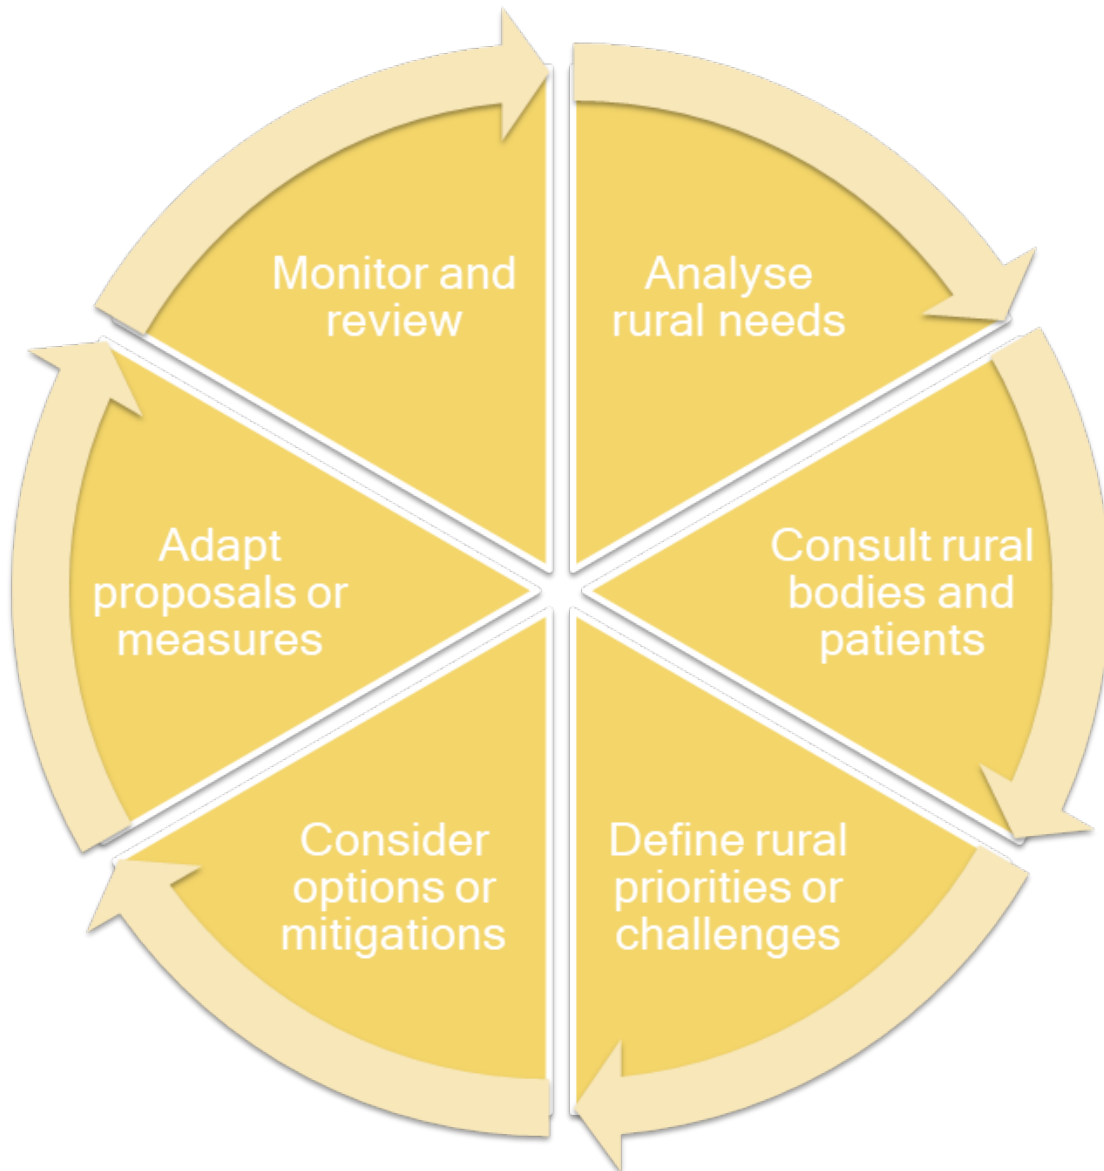 Analyse
rural needs
Consult rural
bodies and
patients
Define rural
priorities or
challenges
Consider
options or
mitigations
Adapt
proposals or
measures
Monitor and
review